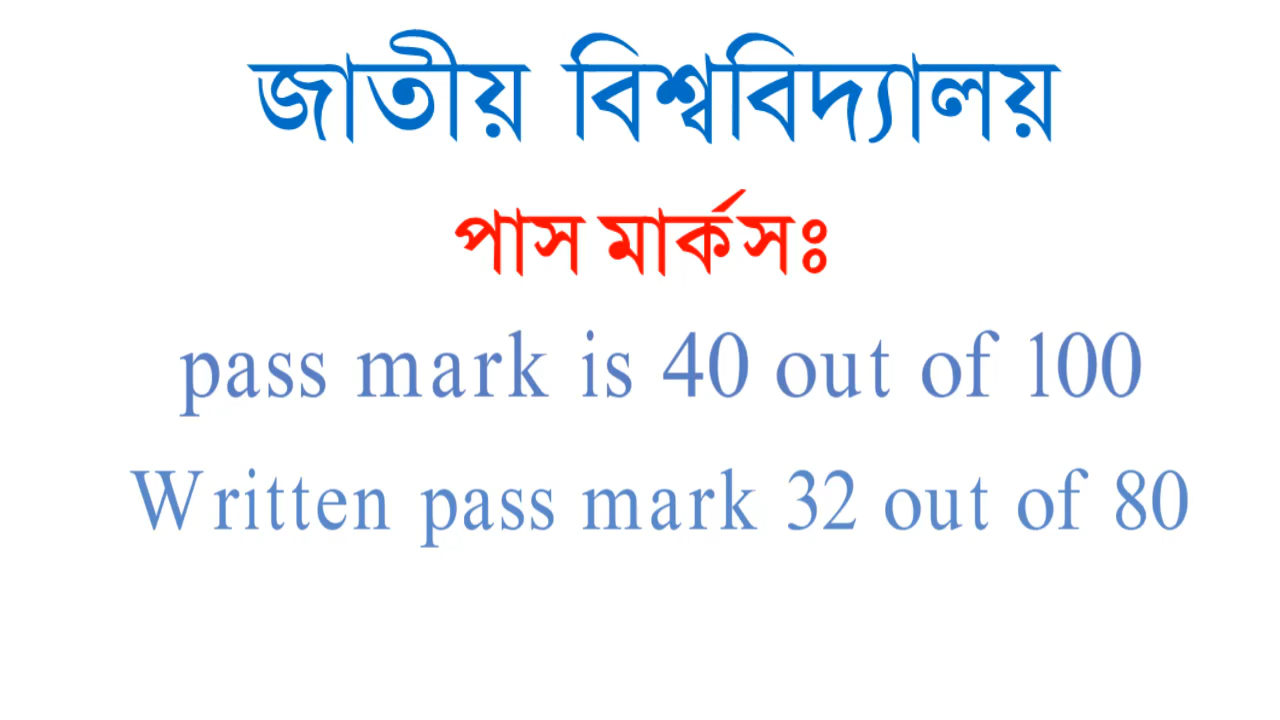 জাতীয় বিশ্ববিদ্যালয়
পাস মার্কসঃ
pass mark is 40 out of 100
Written pass mark 32 out of 80